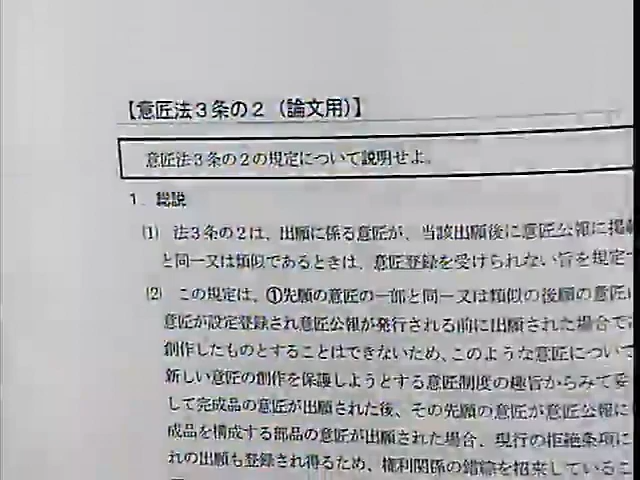 【意匠法3条の2（論文用）】
意匠法3条の2の規定について説明せよ。
1. 総説
(1) 法3条の2は、出願に係る意匠が、当該出願後に意匠公報に掲
と同一又は類似であるときは、意匠登録を受けられない旨を規定
(2) この規定は、①先願の意匠の一部と同一又は類似の後願の意匠
意匠が設定登録され意匠公報が発行される前に出願された場合で
創作したものとすることはできないため、このような意匠について
新しい意匠の創作を保護しようとする意匠制度の趣旨からみて妥
して完成品の意匠が出願された後、その先願の意匠が意匠公報に
成品を構成する部品の意匠が出願された場合、現行の拒絶条項に
れの出願も登録され得るため、権利関係の錯綜を招来しているこ